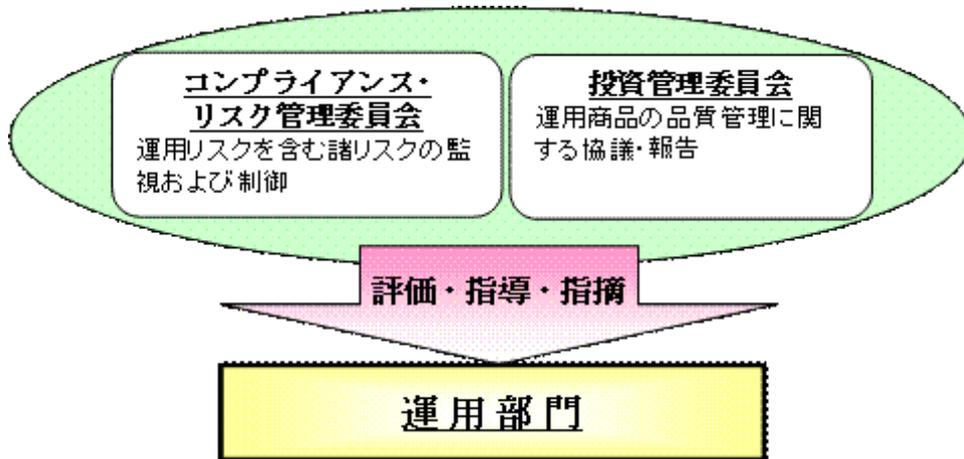 コンプライアンス・
リスク管理委員会
運用リスクを含む諸リスクの監
視および制御
投資管理委員会
運用商品の品質管理に関
する協議・報告
評価・指導・指摘
運用部門